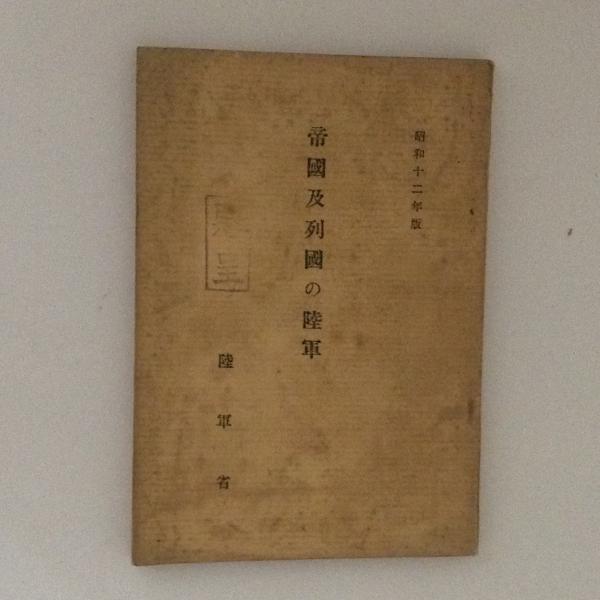 昭和十二年版
帝國及列國の陸軍
陸軍省